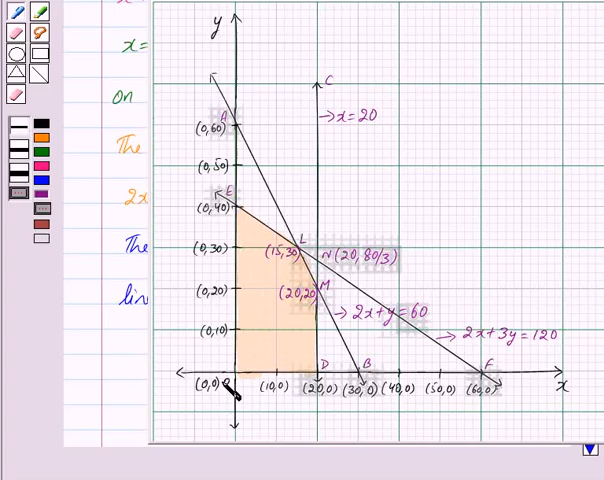 x=
on
The
2x
The
lin
y
C
A
→x=20
(0,60)
(0,50)
E
(0,40)
L
(0,30)
(15,30)
N(20,80/3)
(0,20)
(20,20)
M
→2x+y=60
(0,10)
→2x+3y=120
D
B
F
(0,0)
(10,0)
(20,0)
(30,0)
(40,0)
(50,0)
(60,0)
x